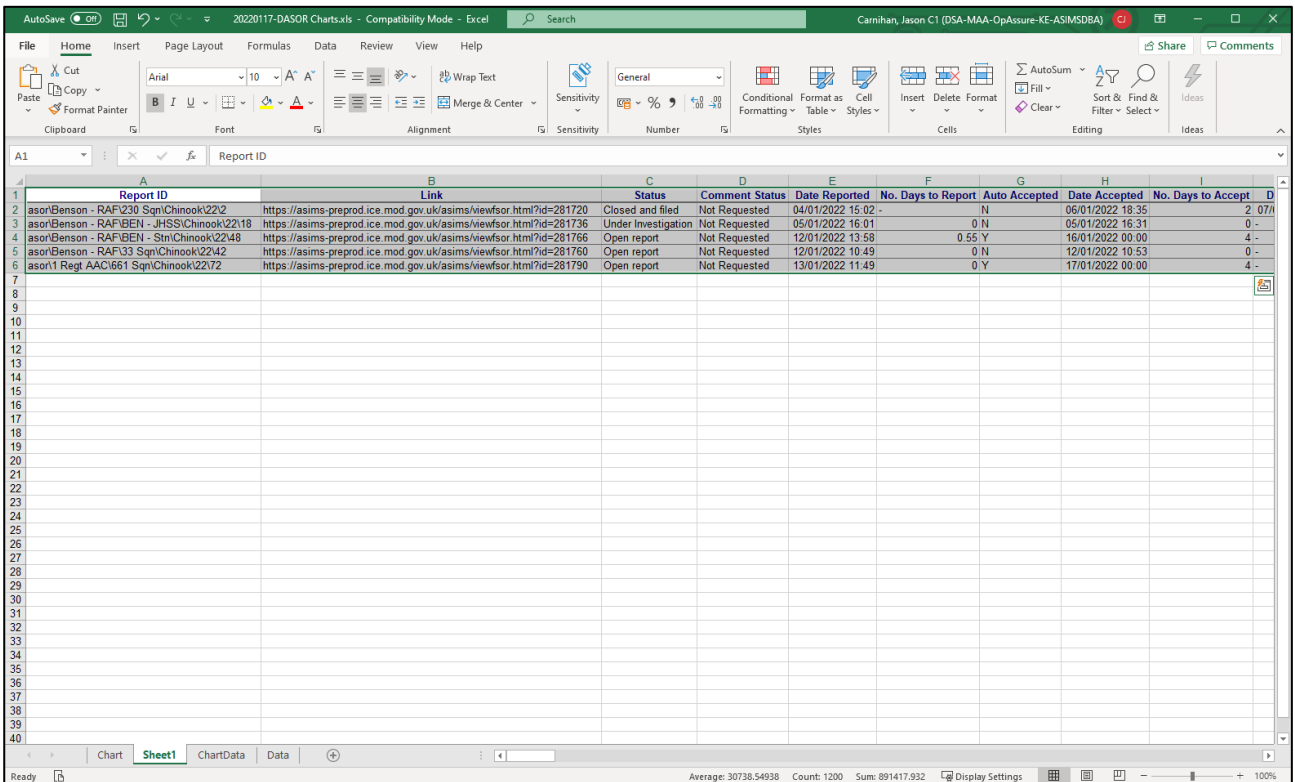 AutoSave Off 20220117-DASOR Charts.xls - Compatibility Mode - Excel Search Carnihan, Jason C1 (DSA-MAA-OpAssure-KE-ASIMSDBA) CJ
File Home Insert Page Layout Formulas Data Review View Help Share Comments
Paste Cut Copy Format Painter
Arial 10 A A
B I U A
Wrap Text
Merge & Center
Sensitivity
General
% 9 .00
Conditional Formatting Format as Table Cell Styles
Insert Delete Format
AutoSum Fill Clear
Sort & Filter Find & Select
Ideas
Clipboard Font Alignment Sensitivity Number Styles Cells Editing Ideas
A1 fx Report ID
A B C D E F G H I
1 Report ID Link Status Comment Status Date Reported No. Days to Report Auto Accepted Date Accepted No. Days to Accept D
2 asor\Benson - RAF\230 Sqn\Chinook\22\2 https://asims-preprod.ice.mod.gov.uk/asims/viewfsor.html?id=281720 Closed and filed Not Requested 04/01/2022 15:02 - N 06/01/2022 18:35 2 07/
3 asor\Benson - RAF\BEN - JHSS\Chinook\22\18 https://asims-preprod.ice.mod.gov.uk/asims/viewfsor.html?id=281736 Under Investigation Not Requested 05/01/2022 16:01 0 N 05/01/2022 16:31 0 -
4 asor\Benson - RAF\BEN - Stn\Chinook\22\48 https://asims-preprod.ice.mod.gov.uk/asims/viewfsor.html?id=281766 Open report Not Requested 12/01/2022 13:58 0.55 Y 16/01/2022 00:00 4 -
5 asor\Benson - RAF\33 Sqn\Chinook\22\42 https://asims-preprod.ice.mod.gov.uk/asims/viewfsor.html?id=281760 Open report Not Requested 12/01/2022 10:49 0 N 12/01/2022 10:53 0 -
6 asor\1 Regt AAC\661 Sqn\Chinook\22\72 https://asims-preprod.ice.mod.gov.uk/asims/viewfsor.html?id=281790 Open report Not Requested 13/01/2022 11:49 0 Y 17/01/2022 00:00 4 -
7
8
9
10
11
12
13
14
15
16
17
18
19
20
21
22
23
24
25
26
27
28
29
30
31
32
33
34
35
36
37
38
39
40
Chart Sheet1 ChartData Data
Ready Average: 30738.54938 Count: 1200 Sum: 891417.932 Display Settings 100%